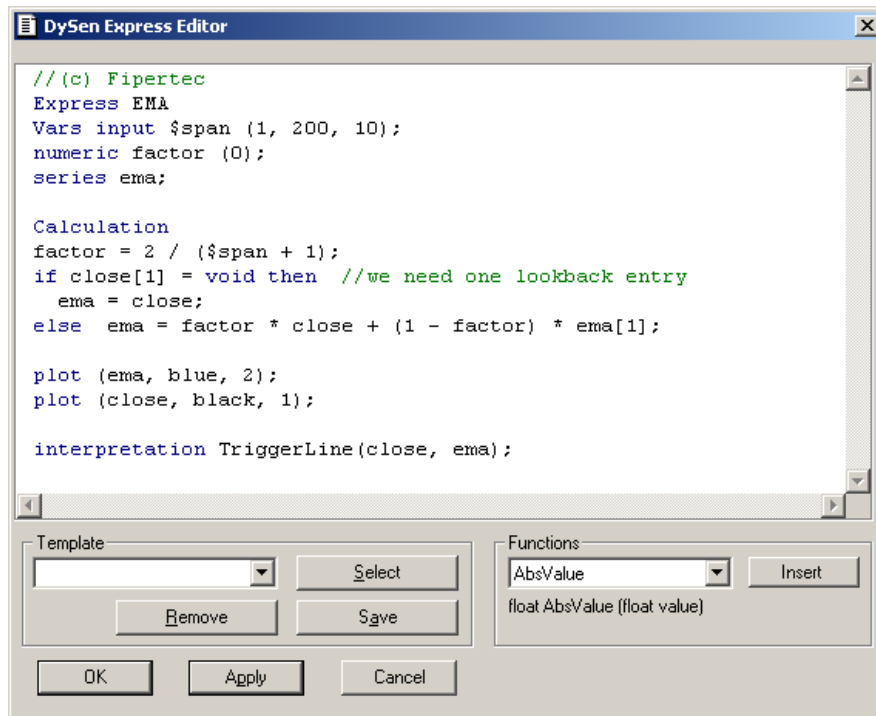 DySen Express Editor
//(c) Fipertec
Express EMA
Vars input $span (1, 200, 10);
numeric factor (0);
series ema;
Calculation
factor = 2 / ($span + 1);
if close[1] = void then //we need one lookback entry
ema = close;
else ema = factor * close + (1 - factor) * ema[1];
plot (ema, blue, 2);
plot (close, black, 1);
interpretation TriggerLine(close, ema);
Template
Select
Remove
Save
Functions
AbsValue
Insert
float AbsValue (float value)
OK
Apply
Cancel